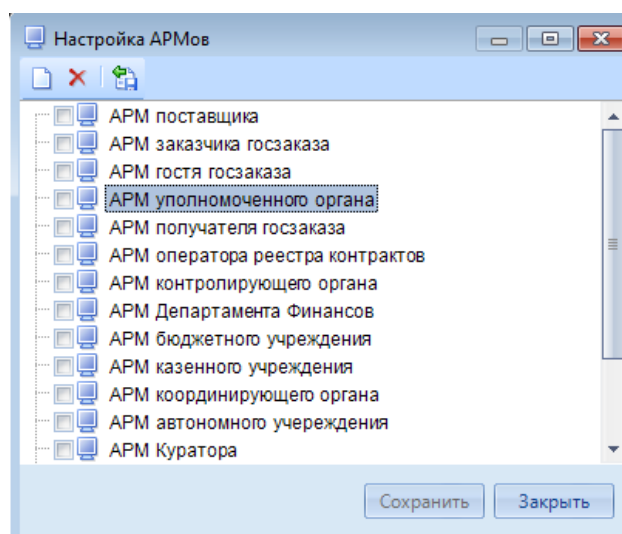 Настройка АРМов
АРМ поставщика
АРМ заказчика госзаказа
АРМ гостя госзаказа
АРМ уполномоченного органа
АРМ получателя госзаказа
АРМ оператора реестра контрактов
АРМ контролирующего органа
АРМ Департамента Финансов
АРМ бюджетного учреждения
АРМ казенного учреждения
АРМ координирующего органа
АРМ автономного учереждения
АРМ Куратора
Сохранить Закрыть